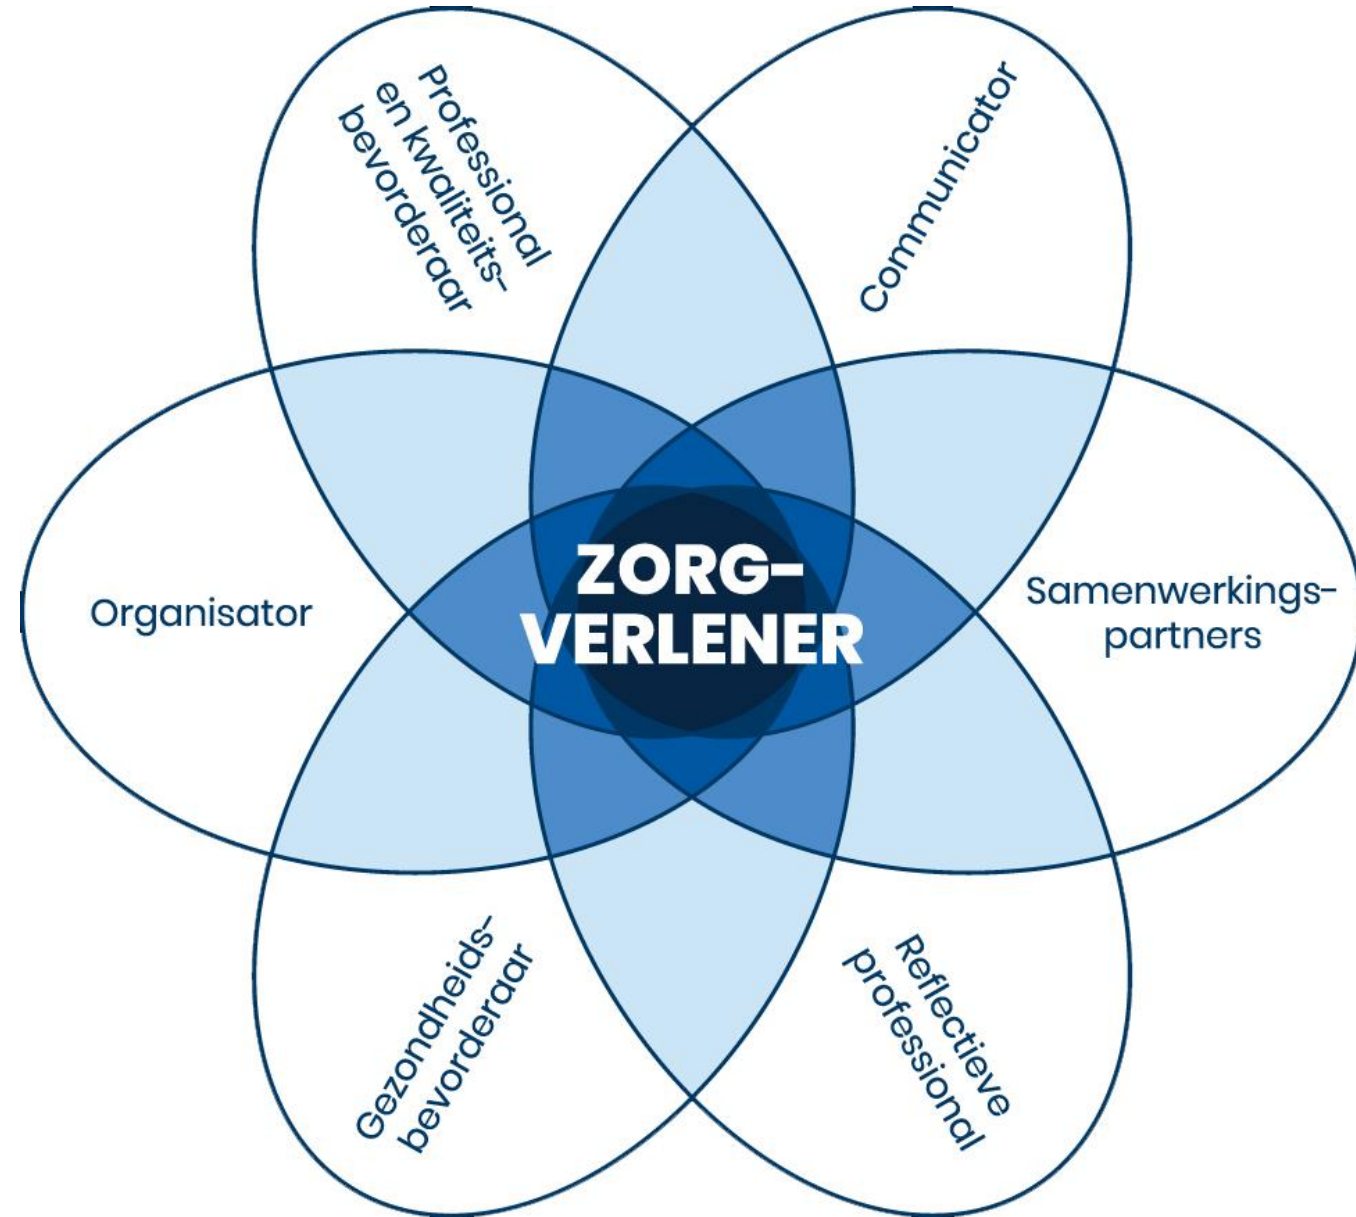 Professional
en kwaliteits-
bevorderaar
Communicator
Organisator
ZORG-
VERLENER
Samenwerkings-
partners
Gezondheids-
bevorderaar
Reflectieve
professional